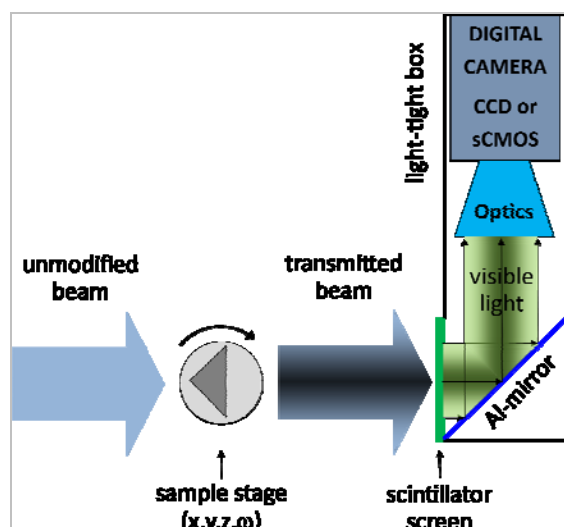 DIGITAL
CAMERA
CCD or
sCMOS
light-tight box
Optics
unmodified
beam
transmitted
beam
visible
light
Al-mirror
sample stage
(x,y,z,ω)
scintillator
screen